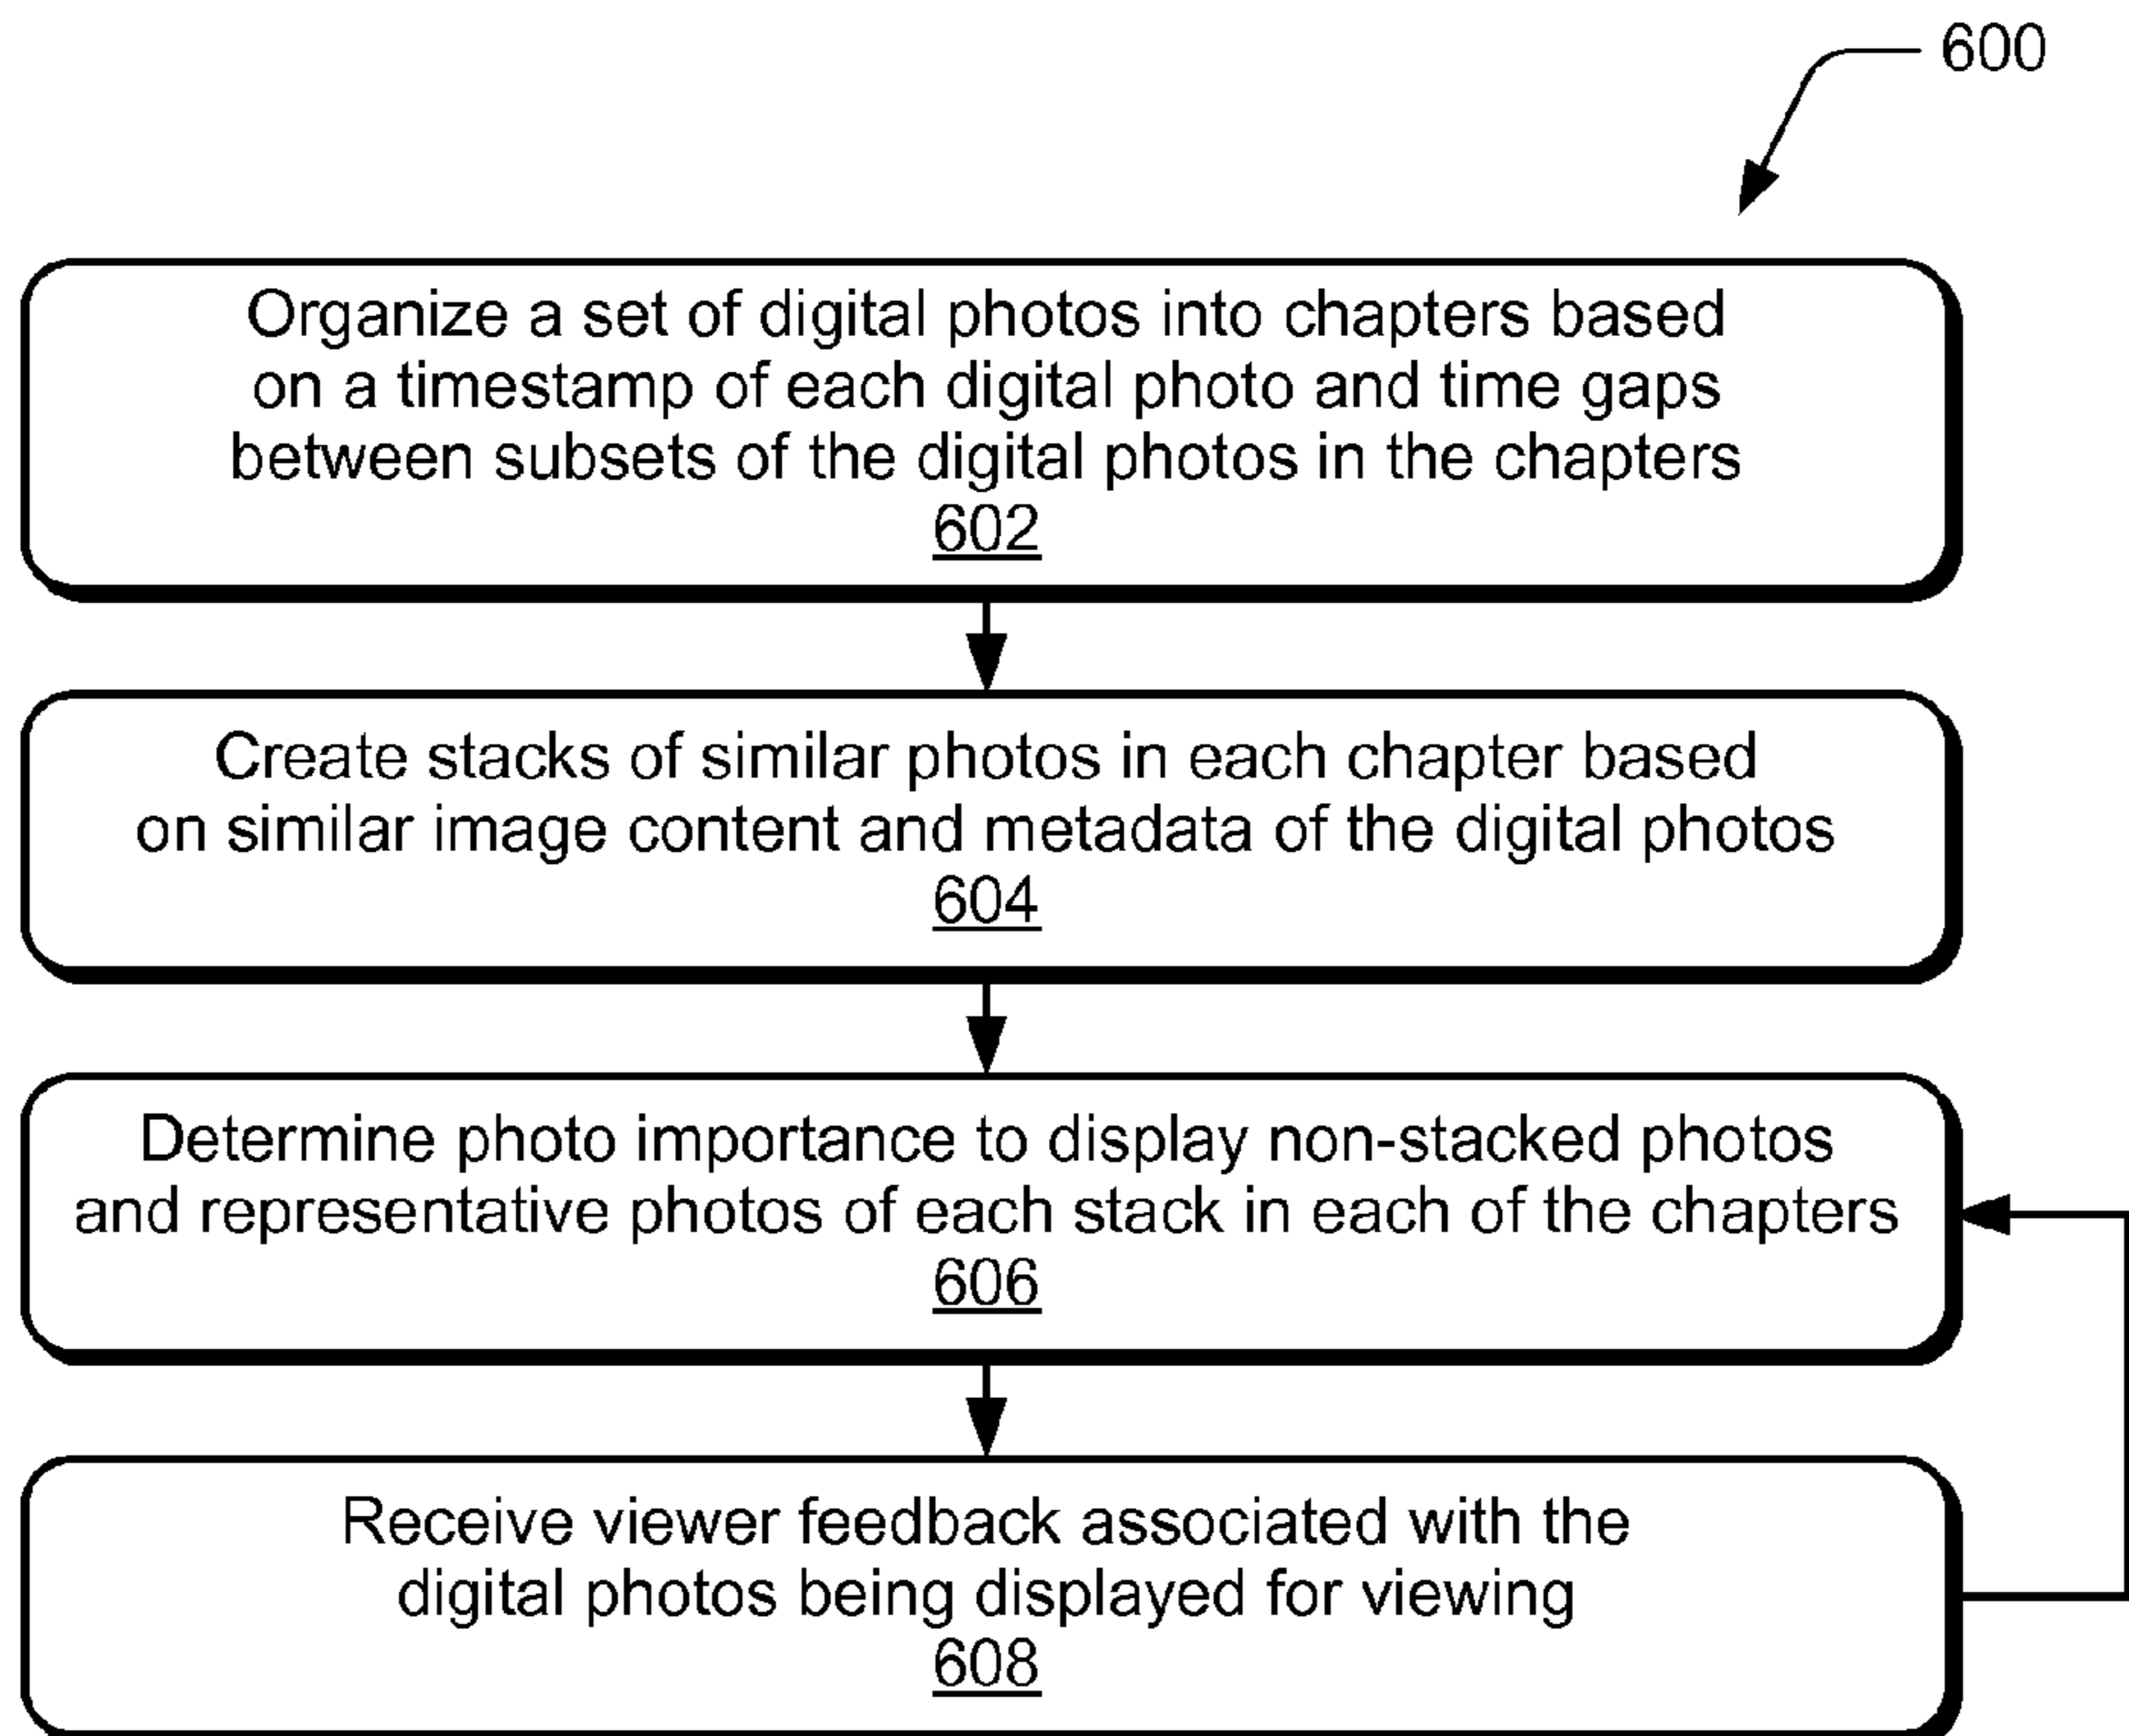 600
Organize a set of digital photos into chapters based
on a timestamp of each digital photo and time gaps
between subsets of the digital photos in the chapters
602
Create stacks of similar photos in each chapter based
on similar image content and metadata of the digital photos
604
Determine photo importance to display non-stacked photos
and representative photos of each stack in each of the chapters
606
Receive viewer feedback associated with the
digital photos being displayed for viewing
608